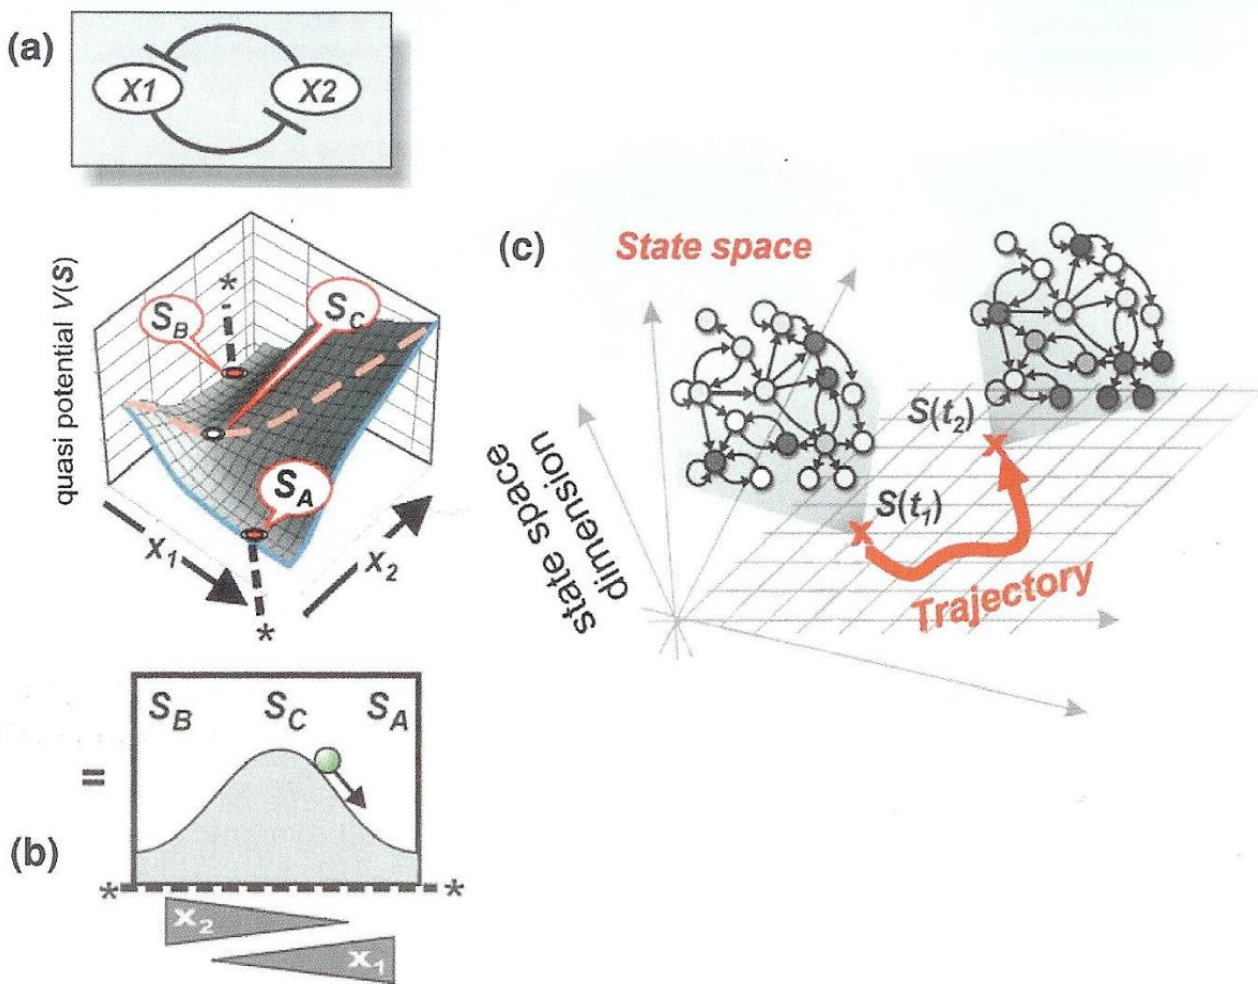 (a)
X1
X2
quasi potential V(S)
*
S_B
S_C
S_A
x_1
x_2
*
(c)
State space
state space
dimension
S(t_1)
S(t_2)
Trajectory
=
(b)
S_B S_C S_A
* *
x_2
x_1